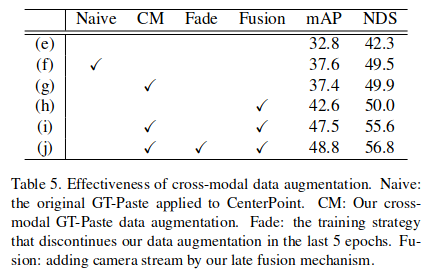 Naive CM Fade Fusion mAP NDS
(e) 32.8 42.3
(f) ✓ 37.6 49.5
(g) ✓ 37.4 49.9
(h) ✓ 42.6 50.0
(i) ✓ ✓ 47.5 55.6
(j) ✓ ✓ ✓ 48.8 56.8
Table 5. Effectiveness of cross-modal data augmentation. Naive:
the original GT-Paste applied to CenterPoint. CM: Our cross-
modal GT-Paste data augmentation. Fade: the training strategy
that discontinues our data augmentation in the last 5 epochs. Fu-
sion: adding camera stream by our late fusion mechanism.